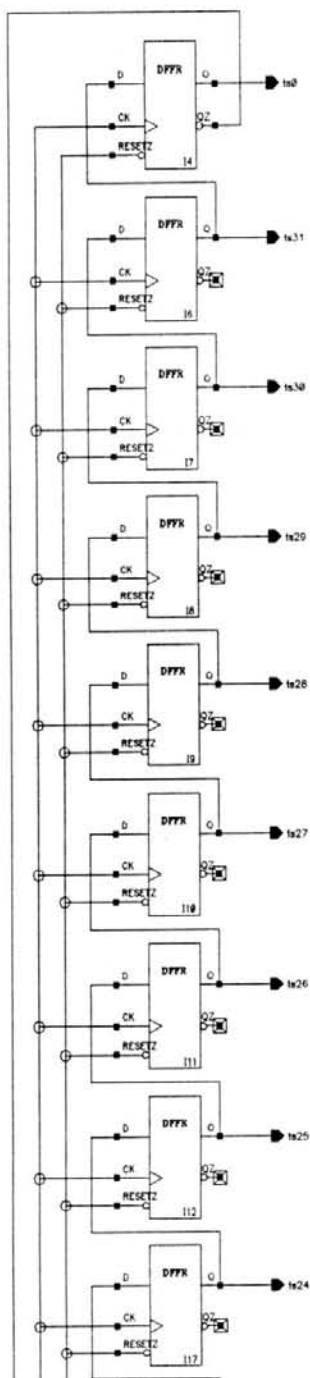 D DFFR Q ts0
CK QZ
RESETZ
I4
D DFFR Q ts31
CK QZ
RESETZ
I6
D DFFR Q ts30
CK QZ
RESETZ
I7
D DFFR Q ts29
CK QZ
RESETZ
I8
D DFFR Q ts28
CK QZ
RESETZ
I9
D DFFR Q ts27
CK QZ
RESETZ
I10
D DFFR Q ts26
CK QZ
RESETZ
I11
D DFFR Q ts25
CK QZ
RESETZ
I12
D DFFR Q ts24
CK QZ
RESETZ
I17